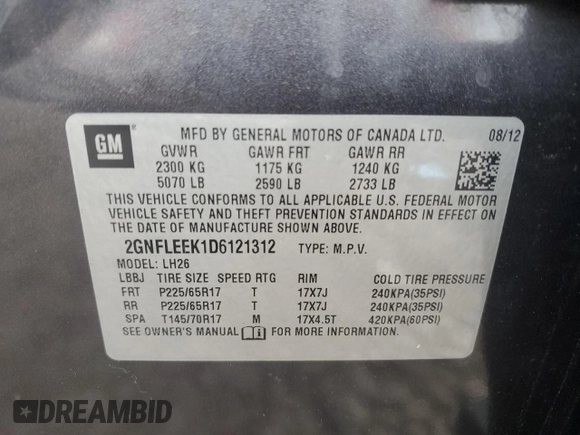 GM
MFD BY GENERAL MOTORS OF CANADA LTD. 08/12
GVWR GAWR FRT GAWR RR
2300 KG 1175 KG 1240 KG
5070 LB 2590 LB 2733 LB
THIS VEHICLE CONFORMS TO ALL APPLICABLE U.S. FEDERAL MOTOR
VEHICLE SAFETY AND THEFT PREVENTION STANDARDS IN EFFECT ON
THE DATE OF MANUFACTURE SHOWN ABOVE.
2GNFLEEK1D6121312 TYPE: M.P.V.
MODEL: LH26
LBBJ TIRE SIZE SPEED RTG RIM COLD TIRE PRESSURE
FRT P225/65R17 T 17X7J 240KPA(35PSI)
RR P225/65R17 T 17X7J 240KPA(35PSI)
SPA T145/70R17 M 17X4.5T 420KPA(60PSI)
SEE OWNER'S MANUAL FOR MORE INFORMATION.
DREAMBID